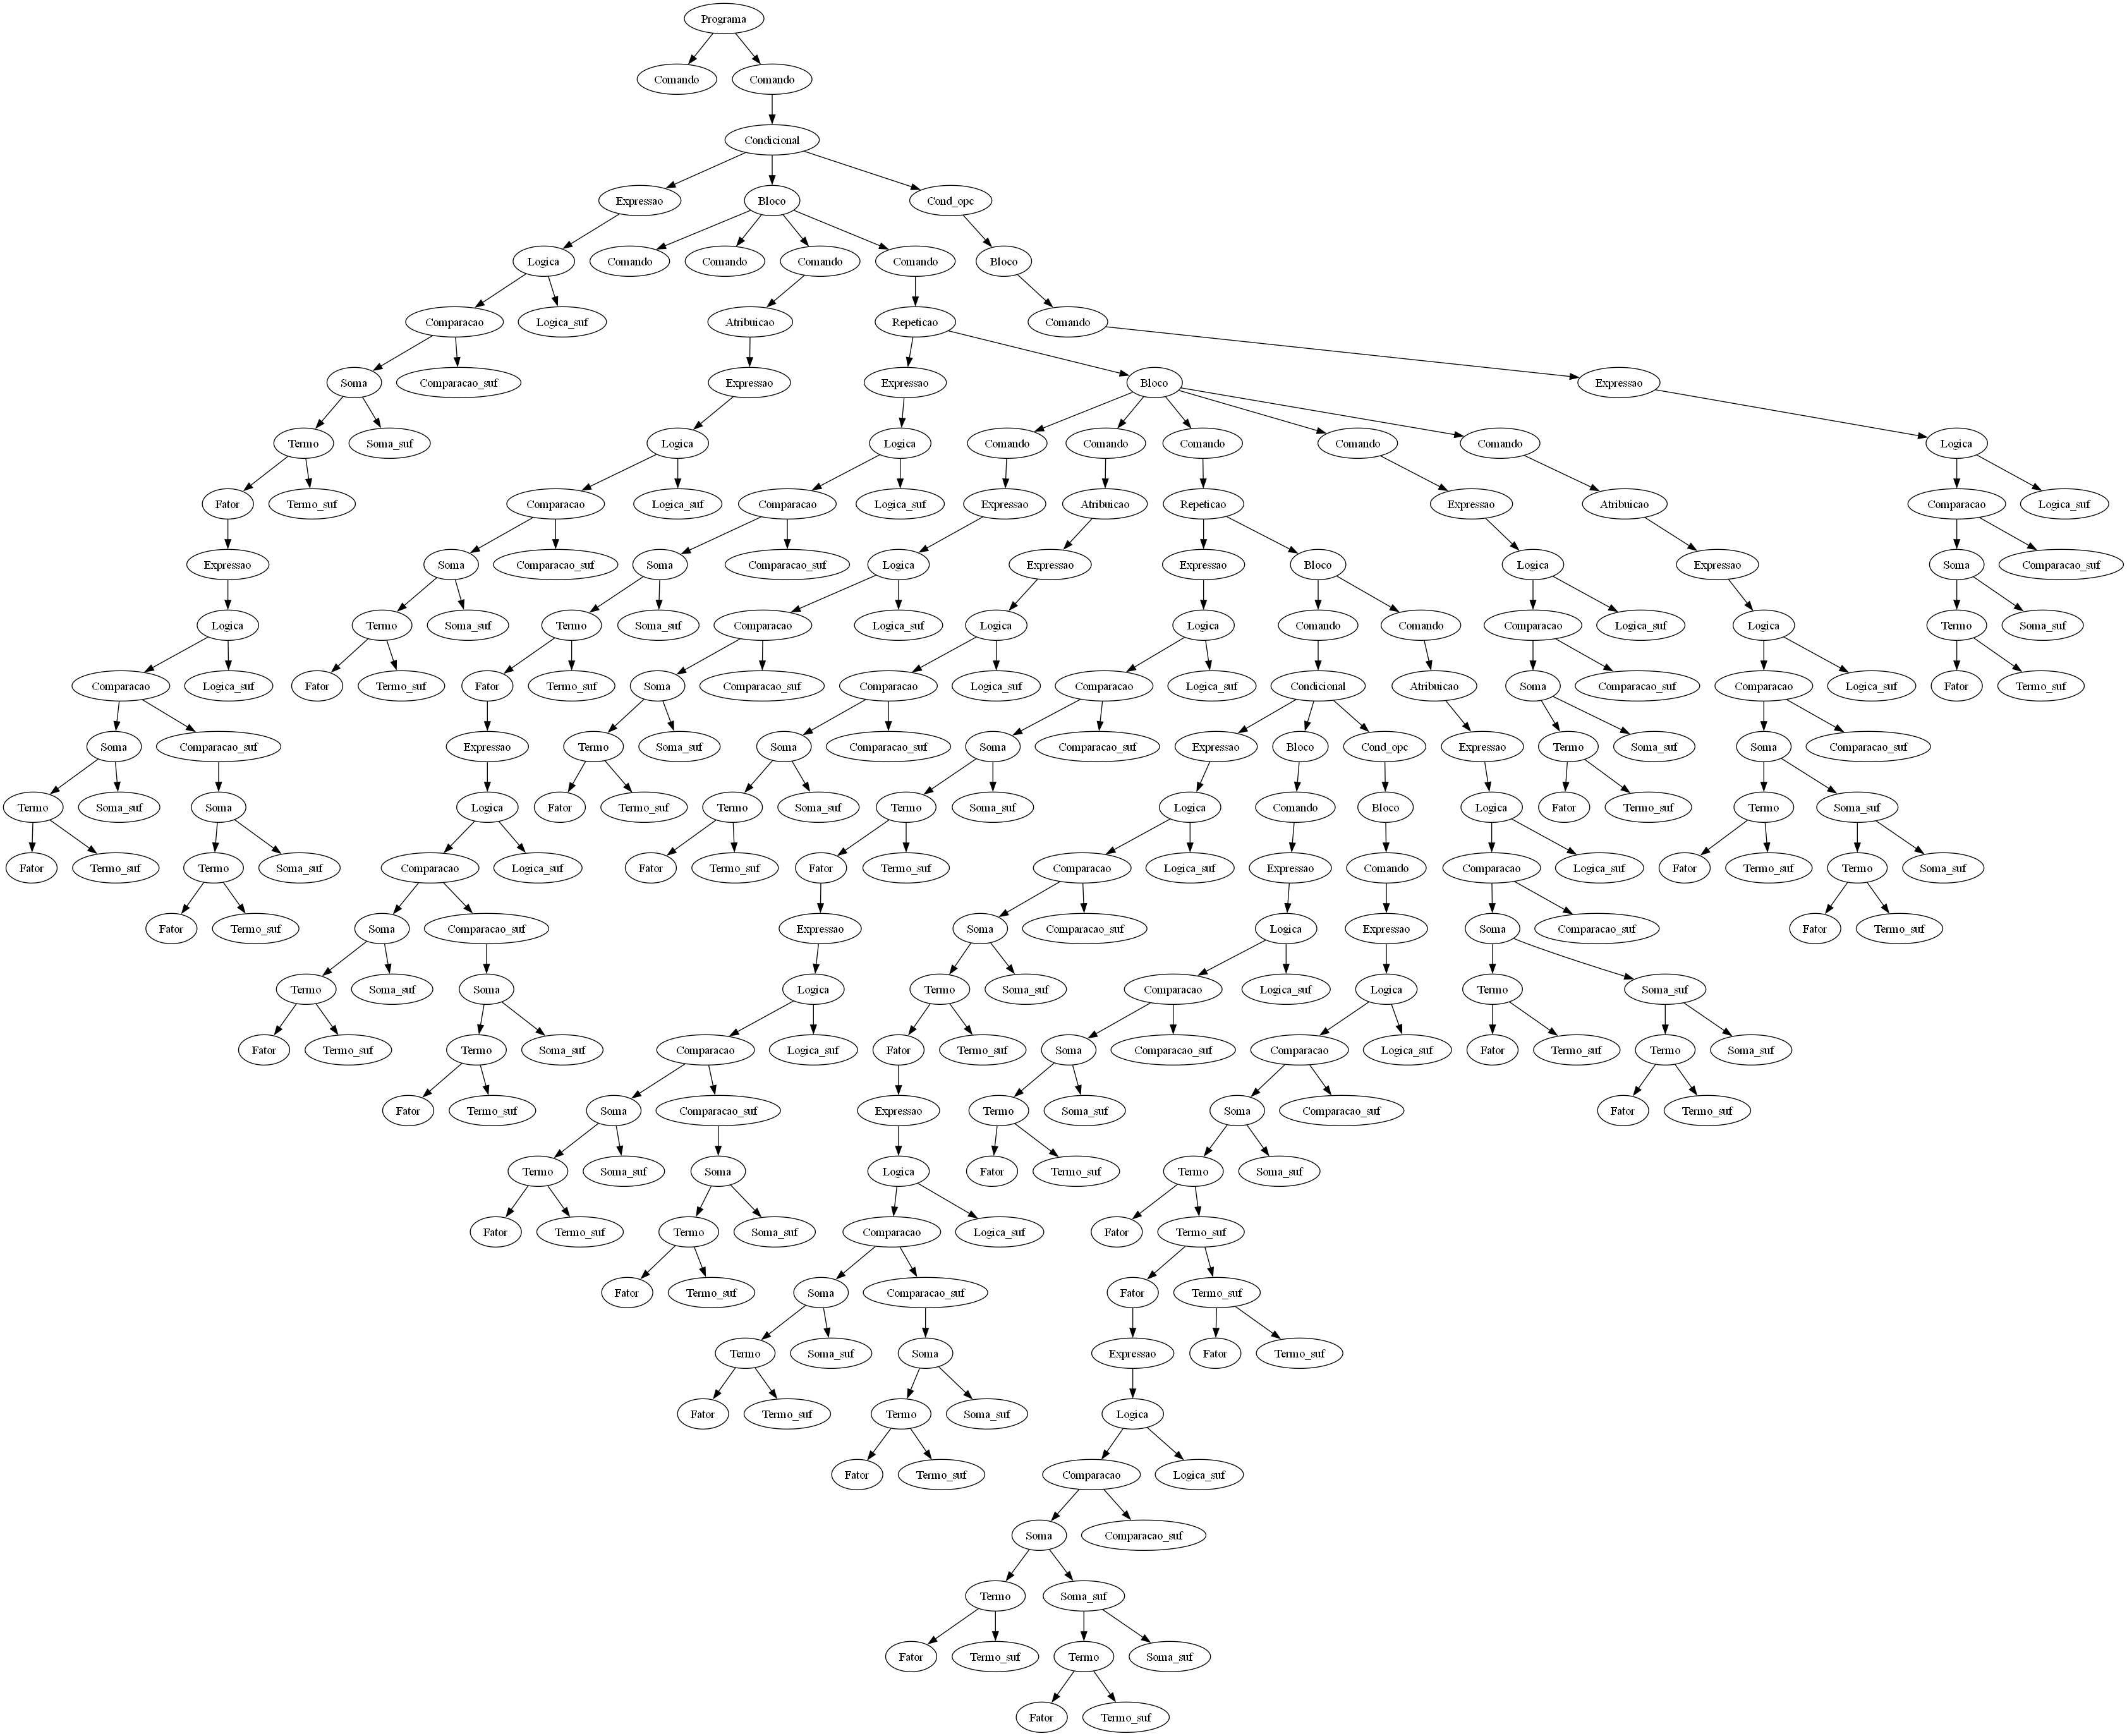 Programa
Comando Comando
Condicional
Expressao Bloco Cond_opc
Logica Comando Comando Comando Comando Bloco
Comparacao Logica_suf Atribuicao Repeticao Comando
Soma Comparacao_suf Expressao Expressao Bloco Expressao
Termo Soma_suf Logica Logica Comando Comando Comando Comando Comando Logica
Fator Termo_suf Comparacao Logica_suf Comparacao Logica_suf Expressao Atribuicao Repeticao Expressao Atribuicao Comparacao Logica_suf
Expressao Soma Comparacao_suf Soma Comparacao_suf Logica Expressao Expressao Bloco Logica Expressao Soma Comparacao_suf
Logica Termo Soma_suf Termo Soma_suf Comparacao Logica_suf Logica Logica Comando Comando Comparacao Logica_suf Logica Termo Soma_suf
Comparacao Logica_suf Fator Termo_suf Fator Termo_suf Soma Comparacao_suf Comparacao Logica_suf Comparacao Logica_suf Condicional Atribuicao Soma Comparacao_suf Comparacao Logica_suf Fator Termo_suf
Soma Comparacao_suf Expressao Termo Soma_suf Soma Comparacao_suf Soma Comparacao_suf Expressao Bloco Cond_opc Expressao Termo Soma_suf Soma Comparacao_suf
Termo Soma_suf Soma Logica Fator Termo_suf Termo Soma_suf Termo Soma_suf Logica Comando Bloco Logica Fator Termo_suf Termo Soma_suf
Fator Termo_suf Termo Soma_suf Comparacao Logica_suf Fator Termo_suf Fator Termo_suf Comparacao Logica_suf Expressao Comando Comparacao Logica_suf Fator Termo_suf Termo Soma_suf
Fator Termo_suf Soma Comparacao_suf Expressao Soma Comparacao_suf Logica Expressao Soma Comparacao_suf Fator Termo_suf
Termo Soma_suf Soma Logica Termo Soma_suf Comparacao Logica_suf Logica Termo Soma_suf
Fator Termo_suf Termo Soma_suf Comparacao Logica_suf Fator Termo_suf Soma Comparacao_suf Comparacao Logica_suf Fator Termo_suf Termo Soma_suf
Fator Termo_suf Soma Comparacao_suf Expressao Termo Soma_suf Soma Comparacao_suf Fator Termo_suf
Termo Soma_suf Soma Logica Fator Termo_suf Termo Soma_suf
Fator Termo_suf Termo Soma_suf Comparacao Logica_suf Fator Termo_suf
Fator Termo_suf Soma Comparacao_suf Fator Termo_suf
Termo Soma_suf Soma Expressao Fator Termo_suf
Fator Termo_suf Termo Soma_suf Logica
Fator Termo_suf Comparacao Logica_suf
Soma Comparacao_suf
Termo Soma_suf
Fator Termo_suf Termo Soma_suf
Fator Termo_suf